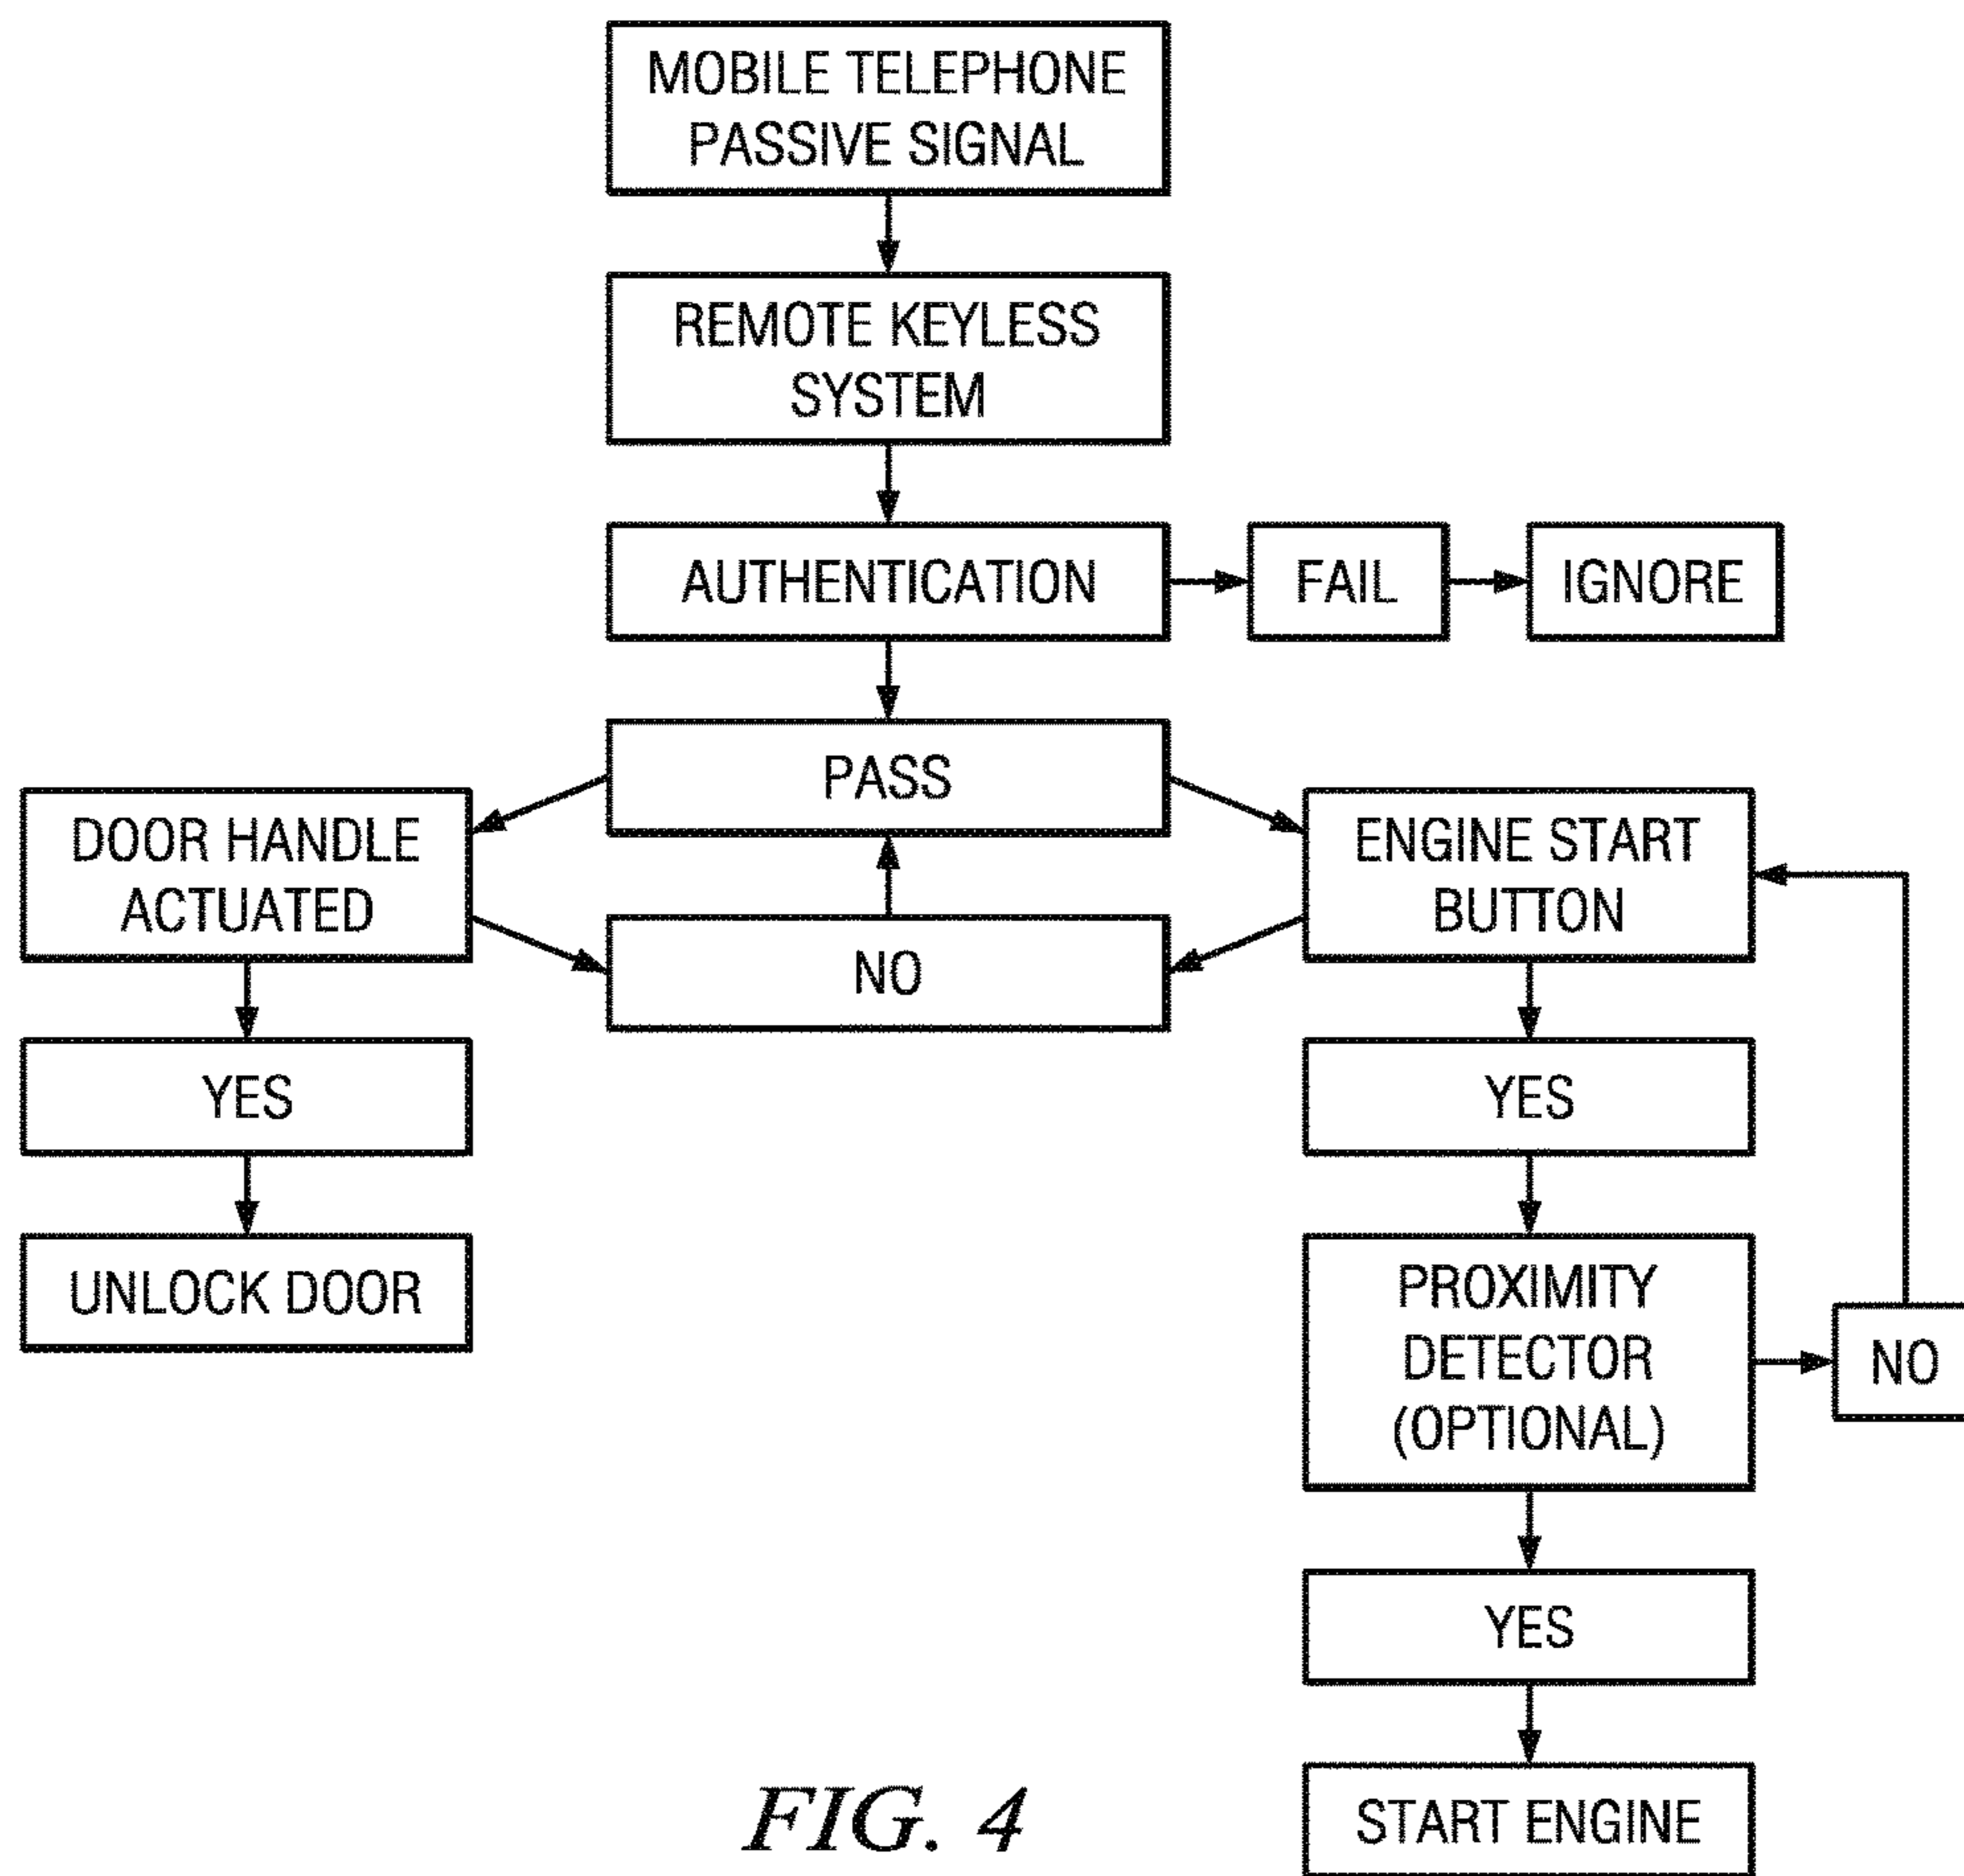 MOBILE TELEPHONE
PASSIVE SIGNAL
REMOTE KEYLESS
SYSTEM
AUTHENTICATION
FAIL
IGNORE
PASS
DOOR HANDLE
ACTUATED
ENGINE START
BUTTON
NO
YES
YES
UNLOCK DOOR
PROXIMITY
DETECTOR
(OPTIONAL)
NO
YES
START ENGINE
FIG. 4